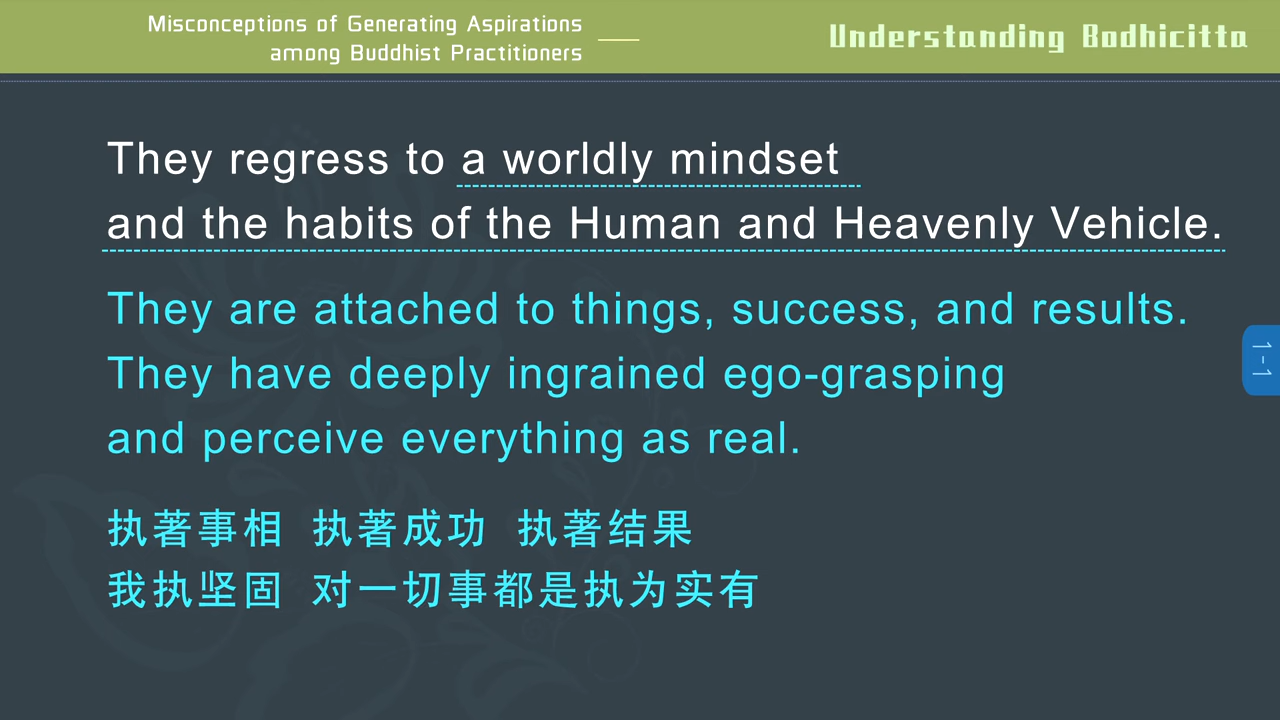 Misconceptions of Generating Aspirations
among Buddhist Practitioners
Understanding Bodhicitta
They regress to a worldly mindset
and the habits of the Human and Heavenly Vehicle.
They are attached to things, success, and results.
They have deeply ingrained ego-grasping
and perceive everything as real.
执著事相 执著成功 执著结果
我执坚固 对一切事都是执为实有
1-1